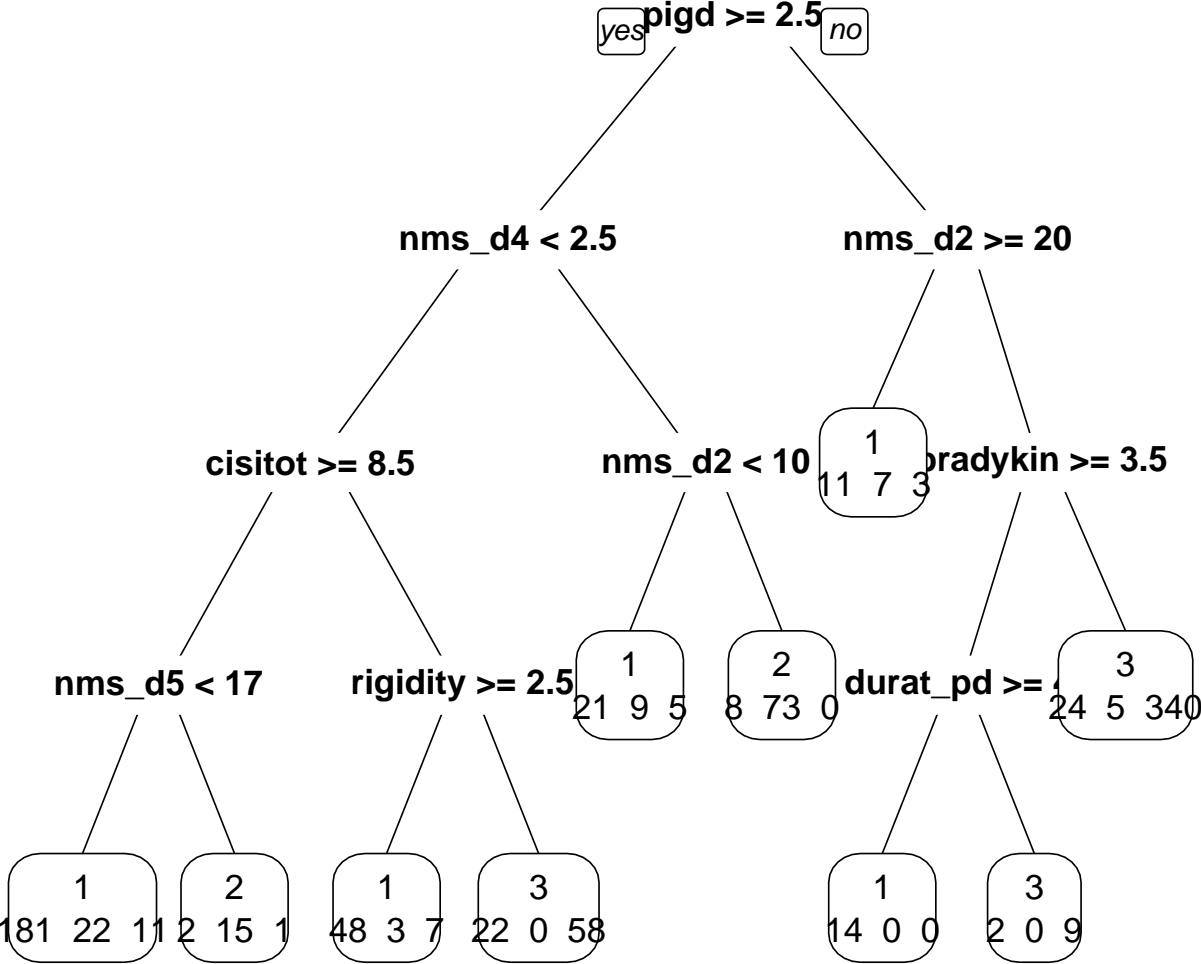 yes pigd >= 2.5 no
nms_d4 < 2.5
nms_d2 >= 20
cisitot >= 8.5
nms_d2 < 10
1
11 7 3
bradykin >= 3.5
nms_d5 < 17
rigidity >= 2.5
1
21 9 5
2
8 73 0
durat_pd >=
3
24 5 340
1
181 22 11
2
2 15 1
1
48 3 7
3
22 0 58
1
14 0 0
3
2 0 9